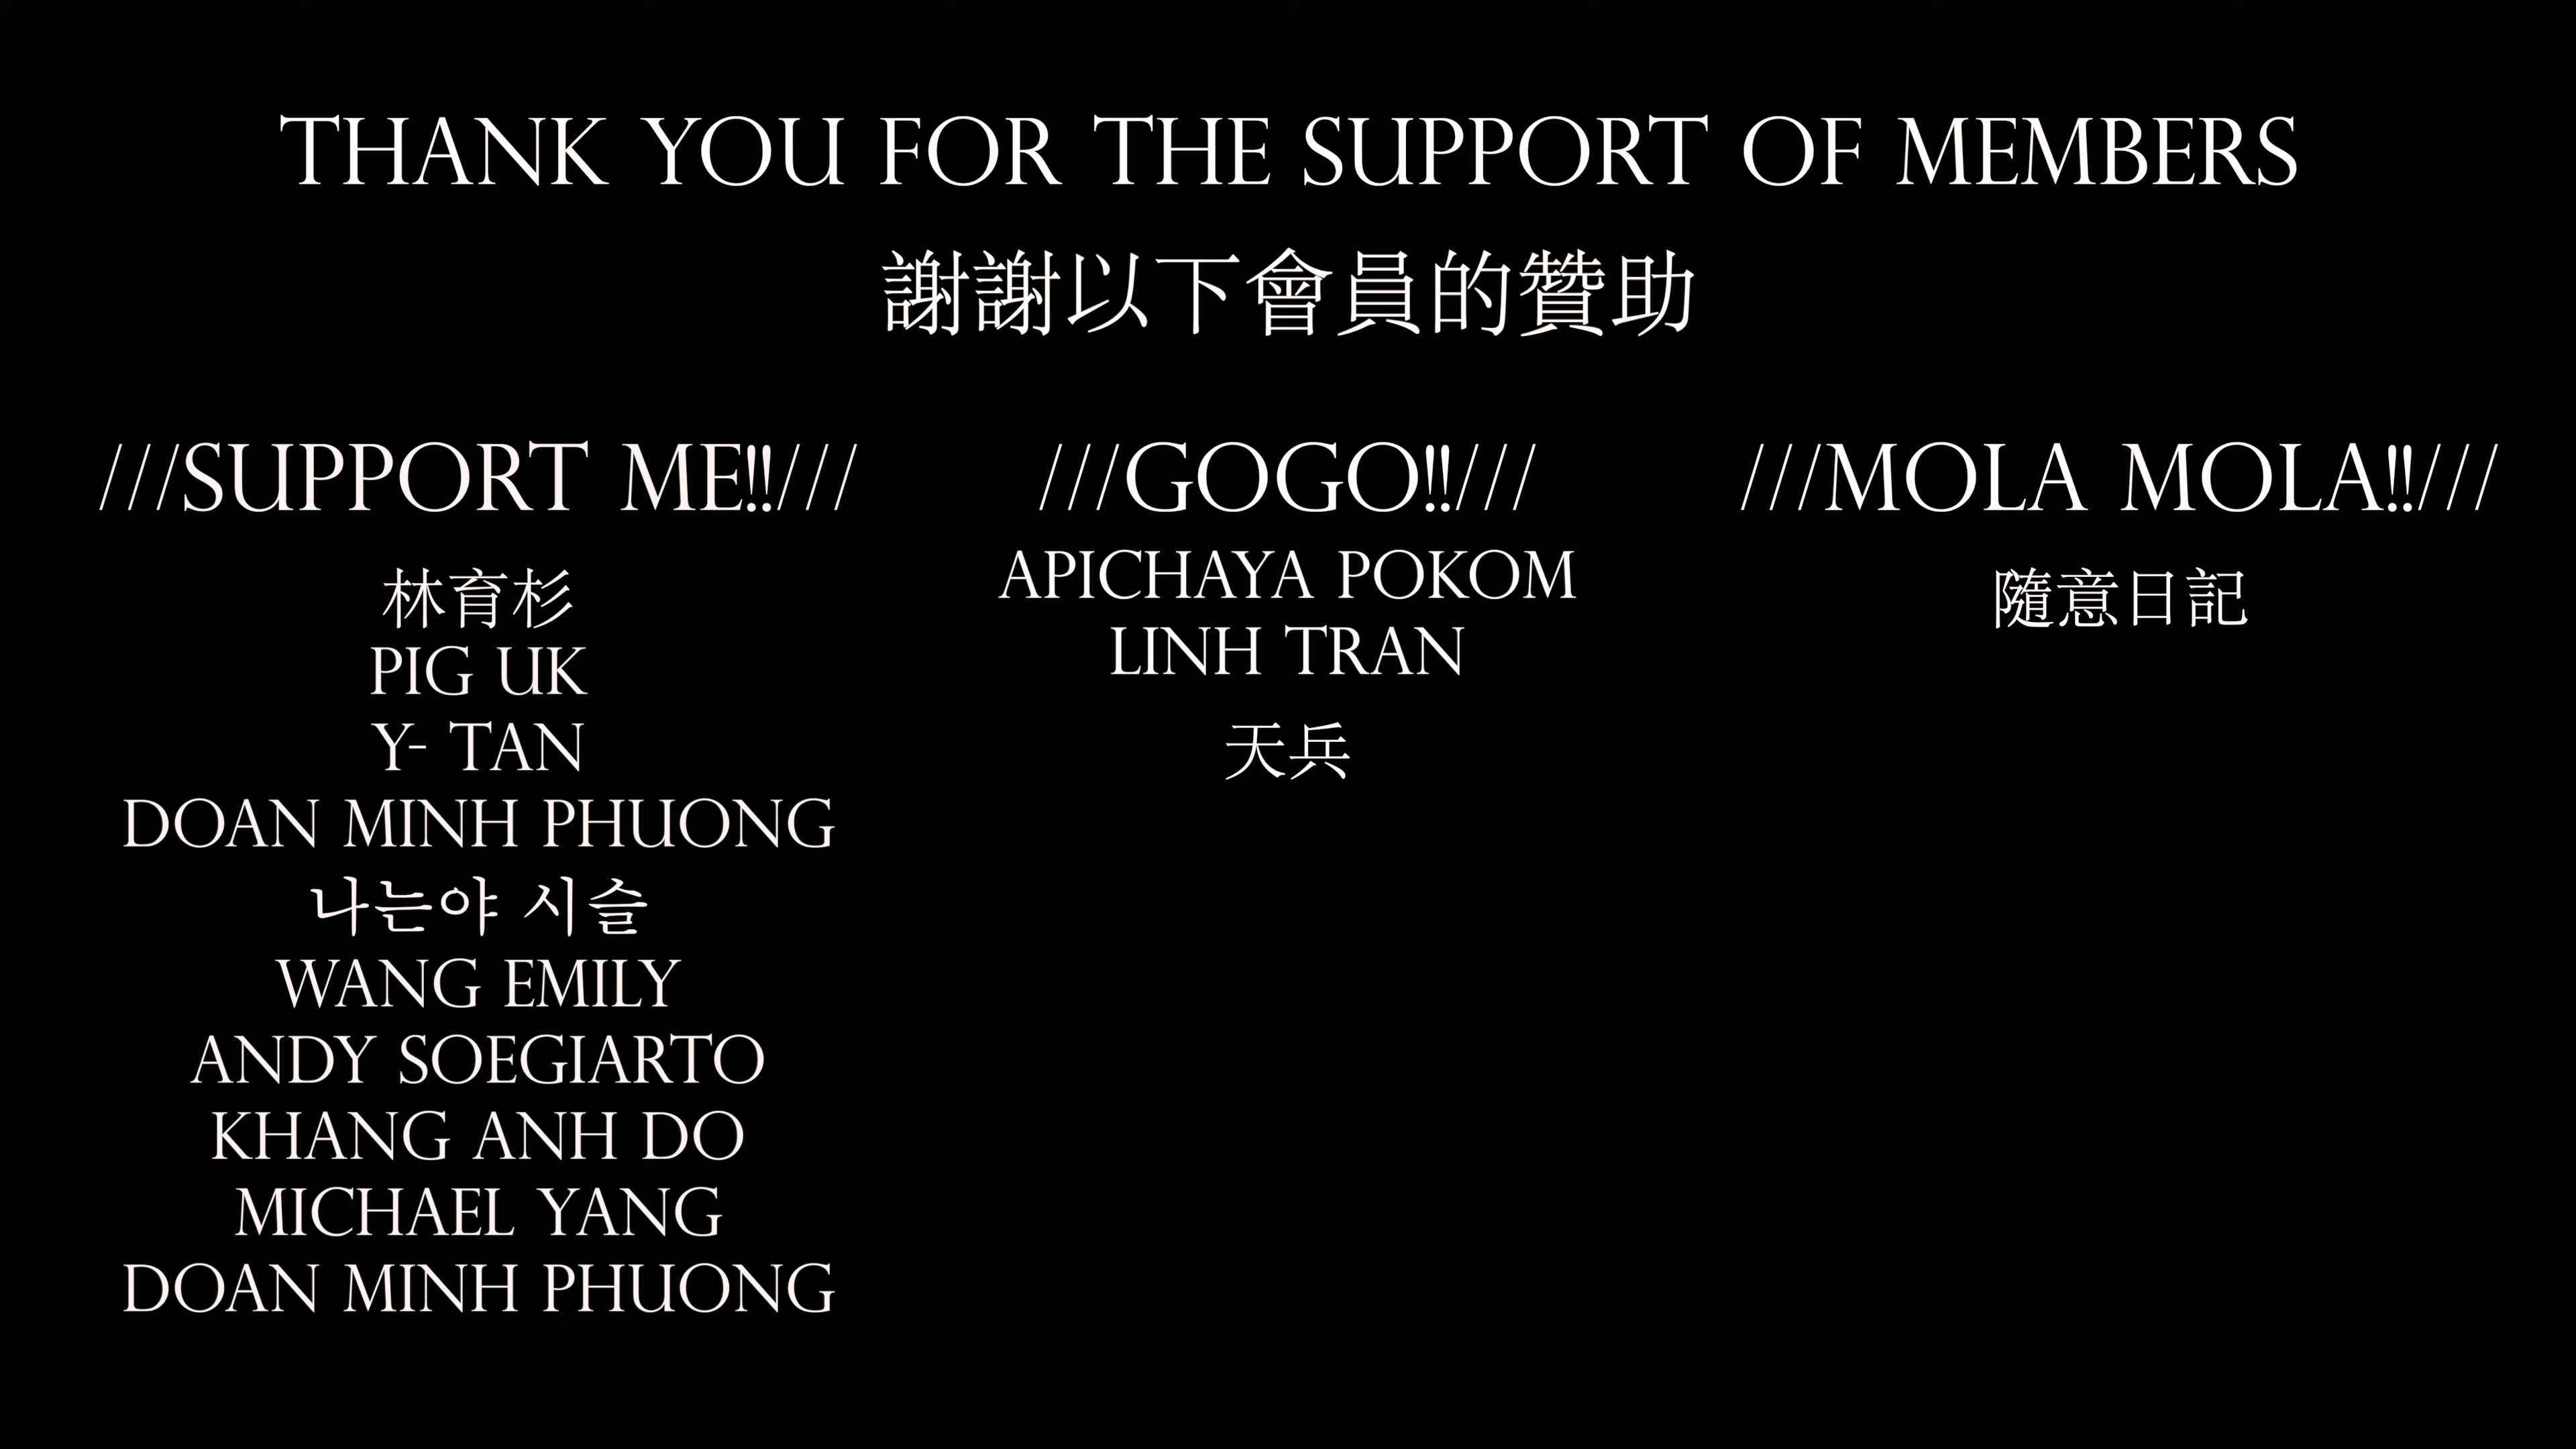 THANK YOU FOR THE SUPPORT OF MEMBERS
謝謝以下會員的贊助
///SUPPORT ME!!///
林育杉
PIG UK
Y- TAN
DOAN MINH PHUONG
나는야 시슬
WANG EMILY
ANDY SOEGIARTO
KHANG ANH DO
MICHAEL YANG
DOAN MINH PHUONG
///GOGO!!///
APICHAYA POKOM
LINH TRAN
天兵
///MOLA MOLA!!///
隨意日記